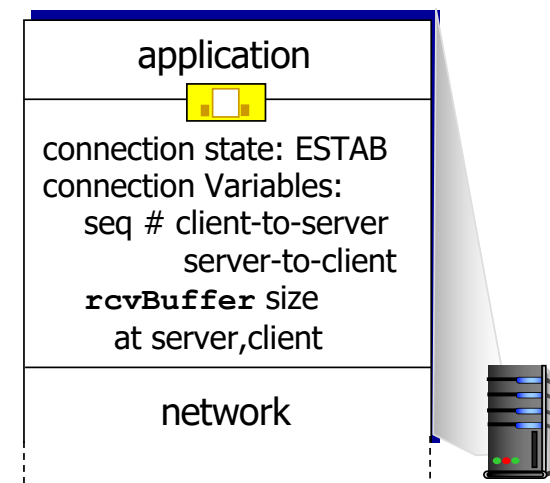 application
connection state: ESTAB
connection Variables:
seq # client-to-server
server-to-client
rcvBuffer size
at server,client
network